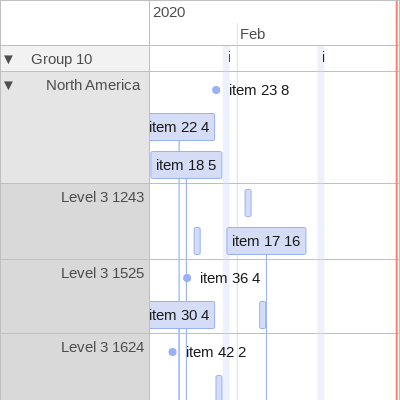 2020
Feb
▼ Group 10 i i
▼ North America
item 23 8
item 22 4
item 18 5
Level 3 1243
item 17 16
Level 3 1525
item 36 4
item 30 4
Level 3 1624
item 42 2